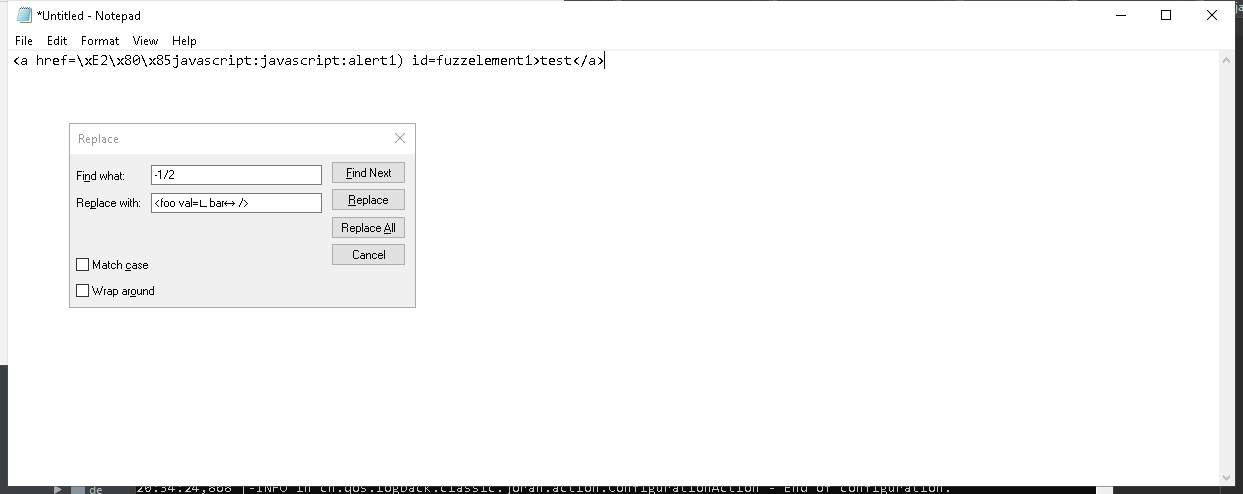 *Untitled - Notepad
File Edit Format View Help
<a href=\xE2\x80\x85javascript:javascript:alert1) id=fuzzelement1>test</a>
Replace
Find what: -1/2 Find Next
Replace with: <foo val=∟bar↔ /> Replace
Replace All
Cancel
Match case
Wrap around
de 20:34:24,868 |-INFO in ch.qos.logback.classic.joran.action.ConfigurationAction - End of configuration.